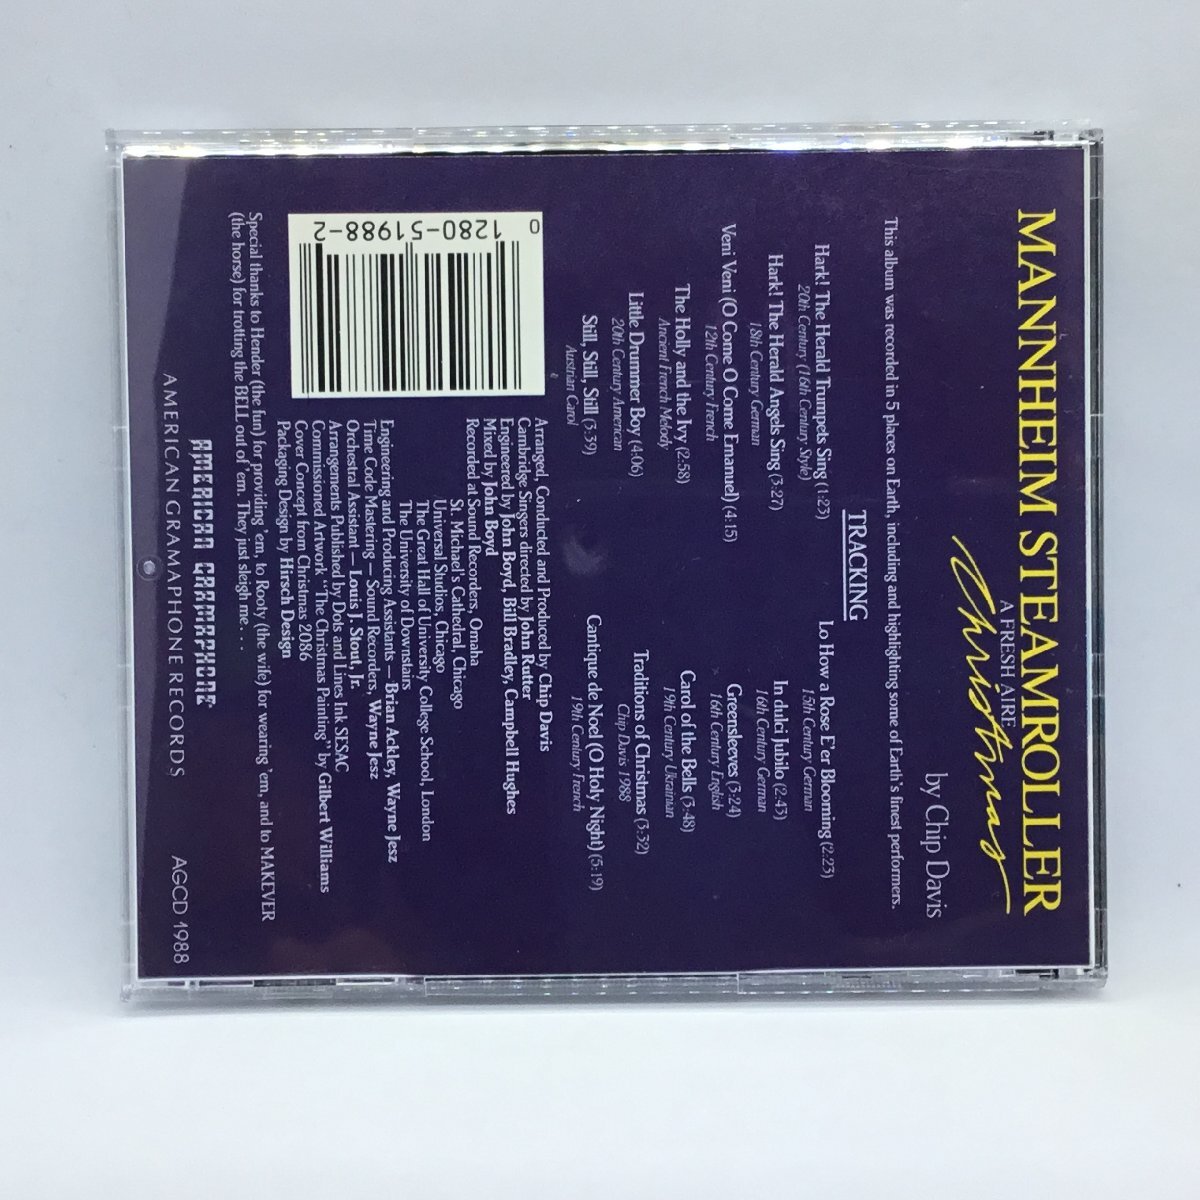 MANNHEIM STEAMROLLER
A FRESH AIRE
Christmas
by Chip Davis
This album was recorded in 5 places on Earth, including and highlighting some of Earth's finest performers.
TRACKING
Hark! The Herald Trumpets Sing (1:23)
20th Century (16th Century Style)
Hark! The Herald Angels Sing (3:27)
18th Century German
Veni Veni (O Come O Come Emanuel) (4:15)
12th Century French
The Holly and the Ivy (2:58)
Ancient French Melody
Little Drummer Boy (4:06)
20th Century American
Still, Still, Still (3:39)
Austrian Carol
Lo How a Rose E'er Blooming (2:23)
15th Century German
In dulci Jubilo (2:43)
16th Century German
Greensleeves (3:24)
16th Century English
Carol of the Bells (3:48)
19th Century Ukranian
Traditions of Christmas (3:32)
Chip Davis 1988
Cantique de Noel (O Holy Night) (5:19)
19th Century French
0
1280-51988-2
Arranged, Conducted and Produced by Chip Davis
Cambridge Singers directed by John Rutter
Engineered by John Boyd, Bill Bradley, Campbell Hughes
Mixed by John Boyd
Recorded at Sound Recorders, Omaha
St. Michael's Cathedral, Chicago
Universal Studios, Chicago
The Great Hall of University College School, London
The University of Downstairs
Engineering and Producing Assistants — Brian Ackley, Wayne Jesz
Time Code Mastering — Sound Recorders, Wayne Jesz
Orchestral Assistant — Louis J. Stout, Jr.
Arrangements Published by Dots and Lines Ink SESAC
Commissioned Artwork "The Christmas Painting" by Gilbert Williams
Cover Concept from Christmas 2086
Packaging Design by Hirsch Design
Special thanks to Hender (the fun) for providing 'em, to Rooty (the wife) for wearing 'em, and to MAKEVER
(the horse) for trotting the BELL out of 'em. They just sleigh me. . .
AMERICAN GRAMAPHONE
AMERICAN GRAMAPHONE RECORDS
AGCD 1988